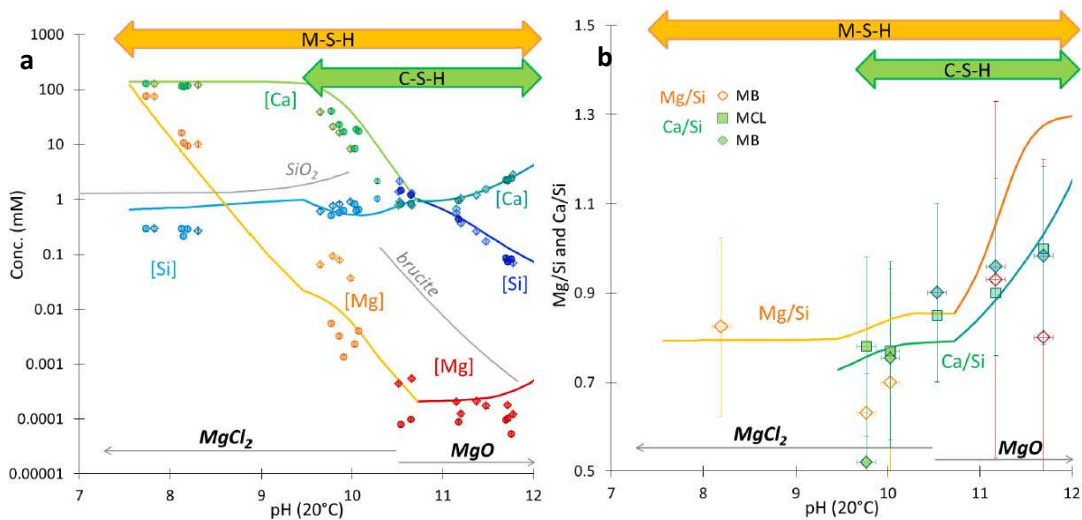 a
M-S-H
C-S-H
1000
100
10
1
0.1
0.01
0.001
0.0001
0.00001
Conc. (mM)
[Ca]
SiO2
[Ca]
[Si]
brucite
[Si]
[Mg]
[Mg]
MgCl2
MgO
7
8
9
10
11
12
pH (20°C)
b
M-S-H
C-S-H
1.5
1.3
1.1
0.9
0.7
0.5
Mg/Si and Ca/Si
Mg/Si MB
Ca/Si MCL
MB
Mg/Si
Ca/Si
MgCl2
MgO
7
8
9
10
11
12
pH (20°C)